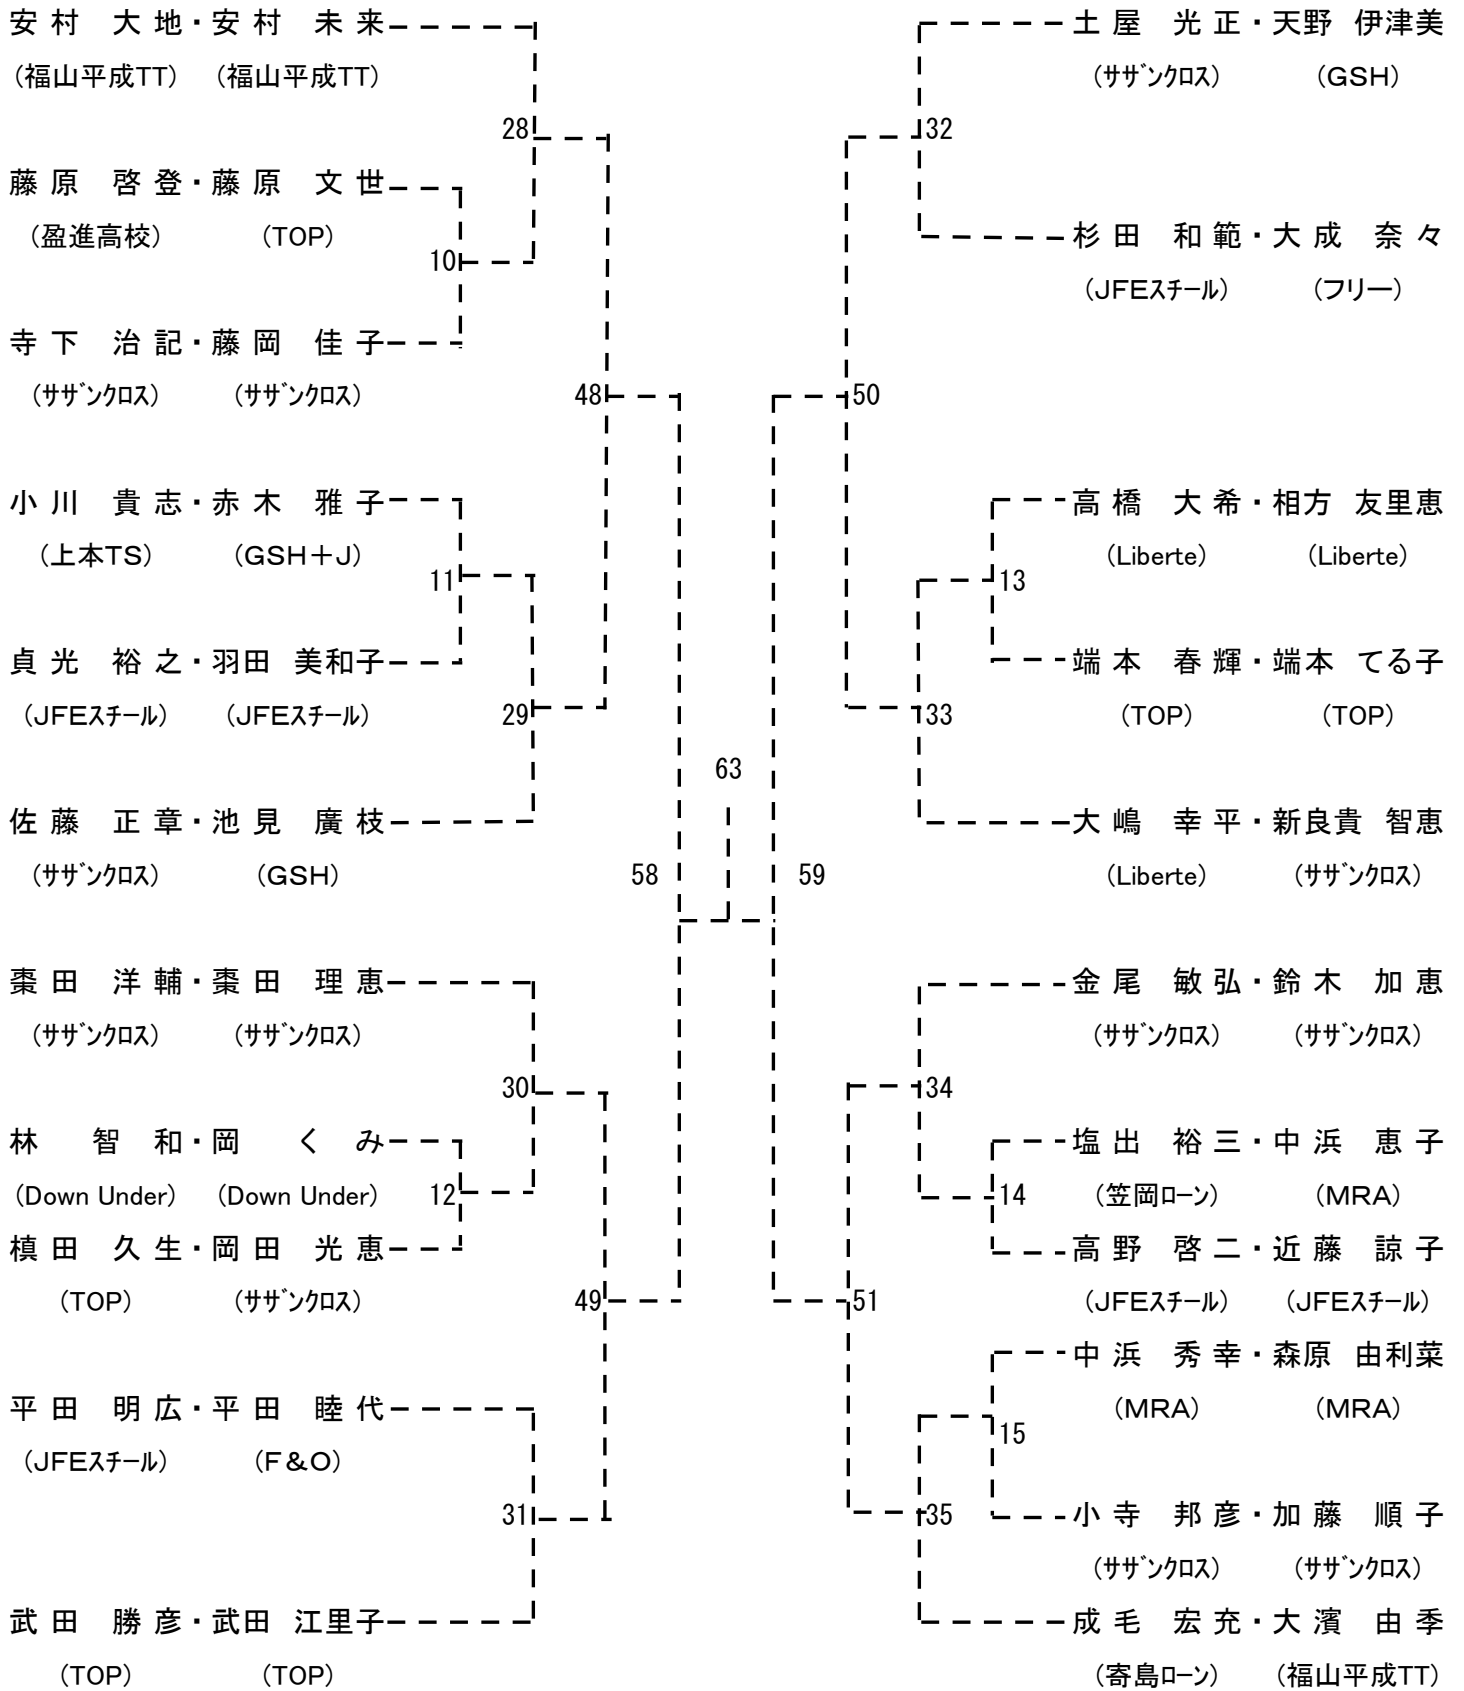 安村 大地・安村 未来
(福山平成TT) (福山平成TT)
28
藤原 啓登・藤原 文世
(盈進高校) (TOP)
10
寺下 治記・藤岡 佳子
(サザンクロス) (サザンクロス)
48
小川 貴志・赤木 雅子
(上本TS) (GSH+J)
11
貞光 裕之・羽田 美和子
(JFEスチール) (JFEスチール)
29
佐藤 正章・池見 廣枝
(サザンクロス) (GSH)
58
棗田 洋輔・棗田 理恵
(サザンクロス) (サザンクロス)
30
林 智和・岡 くみ
(Down Under) (Down Under)
12
槙田 久生・岡田 光恵
(TOP) (サザンクロス)
49
平田 明広・平田 睦代
(JFEスチール) (F&O)
31
武田 勝彦・武田 江里子
(TOP) (TOP)
63
土屋 光正・天野 伊津美
(サザンクロス) (GSH)
32
杉田 和範・大成 奈々
(JFEスチール) (フリー)
50
高橋 大希・相方 友里恵
(Liberte) (Liberte)
13
端本 春輝・端本 てる子
(TOP) (TOP)
33
大嶋 幸平・新良貴 智恵
(Liberte) (サザンクロス)
59
金尾 敏弘・鈴木 加恵
(サザンクロス) (サザンクロス)
34
塩出 裕三・中浜 恵子
(笠岡ローン) (MRA)
14
高野 啓二・近藤 諒子
(JFEスチール) (JFEスチール)
51
中浜 秀幸・森原 由利菜
(MRA) (MRA)
15
小寺 邦彦・加藤 順子
(サザンクロス) (サザンクロス)
35
成毛 宏充・大濱 由季
(寄島ローン) (福山平成TT)